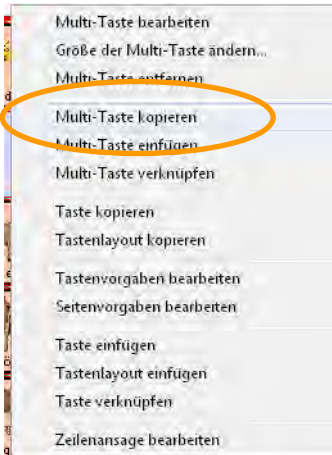 Multi-Taste bearbeiten
Größe der Multi-Taste ändern...
Multi-Taste entfernen
Multi-Taste kopieren
Multi-Taste einfügen
Multi-Taste verknüpfen
Taste kopieren
Tastenlayout kopieren
Tastenvorgaben bearbeiten
Seitenvorgaben bearbeiten
Taste einfügen
Tastenlayout einfügen
Taste verknüpfen
Zeilenansage bearbeiten